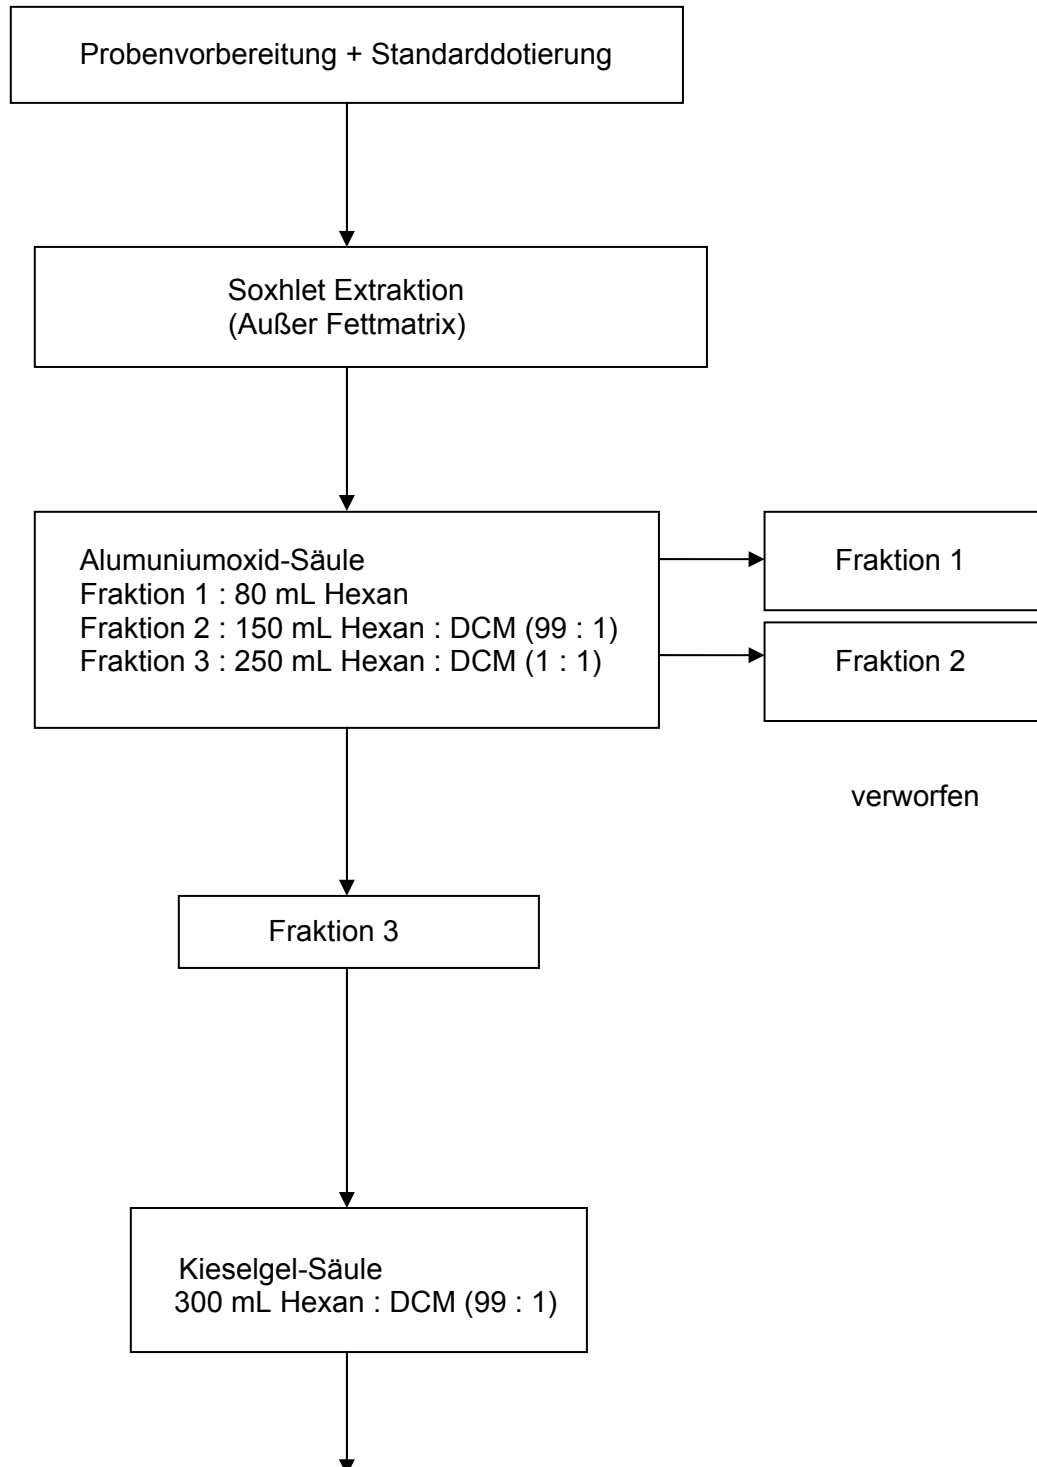 Probenvorbereitung + Standarddotierung
Soxhlet Extraktion
(Außer Fettmatrix)
Alumuniumoxid-Säule
Fraktion 1 : 80 mL Hexan
Fraktion 2 : 150 mL Hexan : DCM (99 : 1)
Fraktion 3 : 250 mL Hexan : DCM (1 : 1)
Fraktion 1
Fraktion 2
verworfen
Fraktion 3
Kieselgel-Säule
300 mL Hexan : DCM (99 : 1)